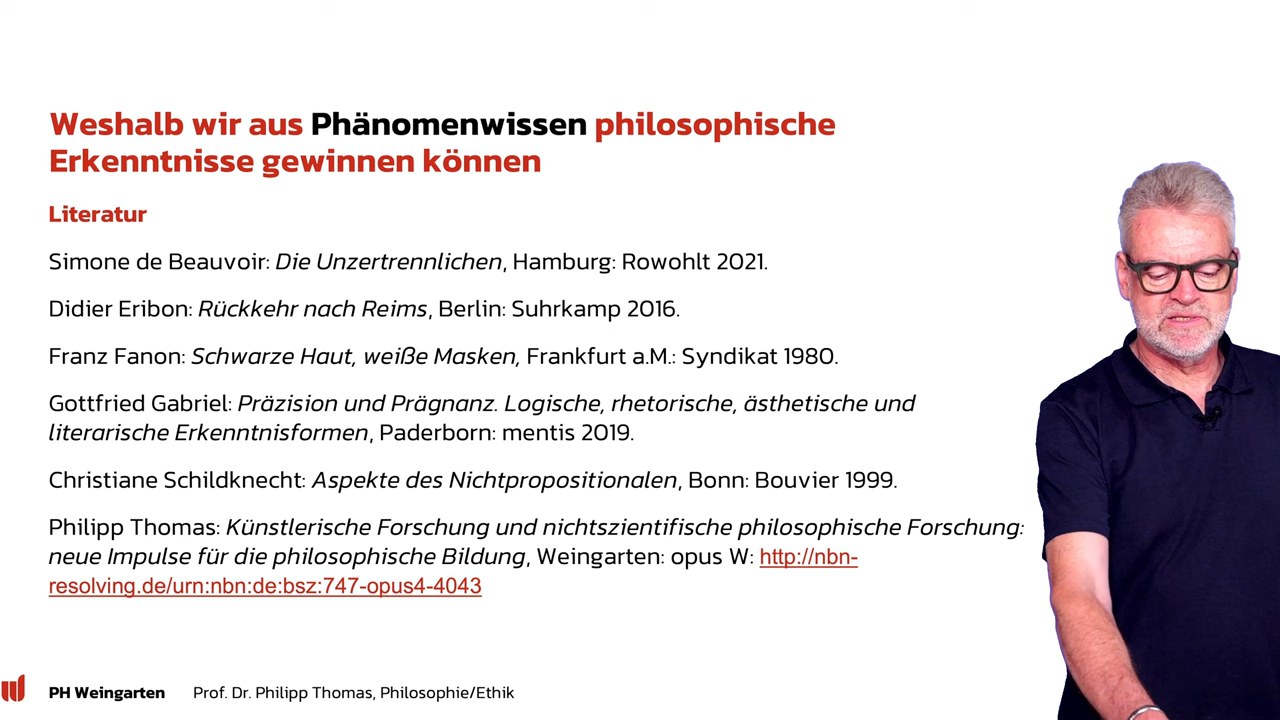 Weshalb wir aus Phänomenwissen philosophische
Erkenntnisse gewinnen können
Literatur
Simone de Beauvoir: Die Unzertrennlichen, Hamburg: Rowohlt 2021.
Didier Eribon: Rückkehr nach Reims, Berlin: Suhrkamp 2016.
Franz Fanon: Schwarze Haut, weiße Masken, Frankfurt a.M.: Syndikat 1980.
Gottfried Gabriel: Präzision und Prägnanz. Logische, rhetorische, ästhetische und
literarische Erkenntnisformen, Paderborn: mentis 2019.
Christiane Schildknecht: Aspekte des Nichtpropositionalen, Bonn: Bouvier 1999.
Philipp Thomas: Künstlerische Forschung und nichtszientifische philosophische Forschung:
neue Impulse für die philosophische Bildung, Weingarten: opus W: http://nbn-
resolving.de/urn:nbn:de:bsz:747-opus4-4043
PH Weingarten Prof. Dr. Philipp Thomas, Philosophie/Ethik